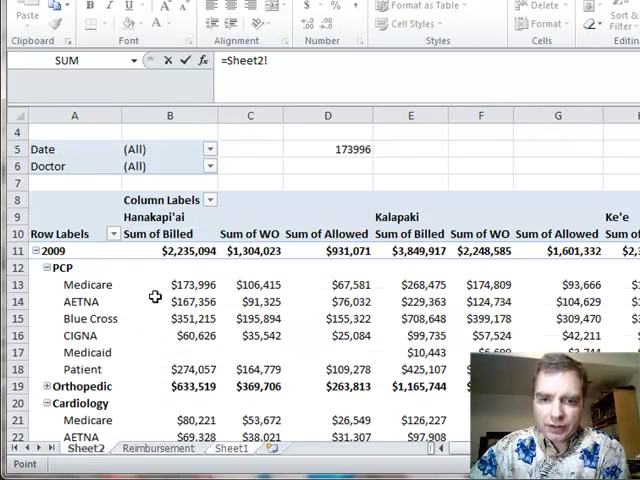 B I U
$ % ,
Format as Table
Format
Paste
Cell Styles
Clipboard Font Alignment Number Styles Cells Editin
SUM fx =Sheet2!
A B C D E F G H
4
5 Date (All) 173996
6 Doctor (All)
7
8 Column Labels
9 Hanakapi'ai Kalapaki Ke'e
10 Row Labels Sum of Billed Sum of WO Sum of Allowed Sum of Billed Sum of WO Sum of Allowed Sum
11 2009 $2,235,094 $1,304,023 $931,071 $3,849,917 $2,248,585 $1,601,332 $2,
12 PCP
13 Medicare $173,996 $106,415 $67,581 $268,475 $174,809 $93,666
14 AETNA $167,356 $91,325 $76,032 $229,363 $124,734 $104,629
15 Blue Cross $351,215 $195,894 $155,322 $708,648 $399,178 $309,470
16 CIGNA $60,626 $35,542 $25,084 $99,735 $57,524 $42,211
17 Medicaid $10,443 $6,699 $3,744
18 Patient $274,057 $164,779 $109,278 $425,107
19 Orthopedic $633,519 $369,706 $263,813 $1,165,744
20 Cardiology
21 Medicare $80,221 $53,672 $26,549 $126,227
22 AETNA $69,328 $38,021 $31,307 $97,908
Sheet2 Reimbursement Sheet1
Point